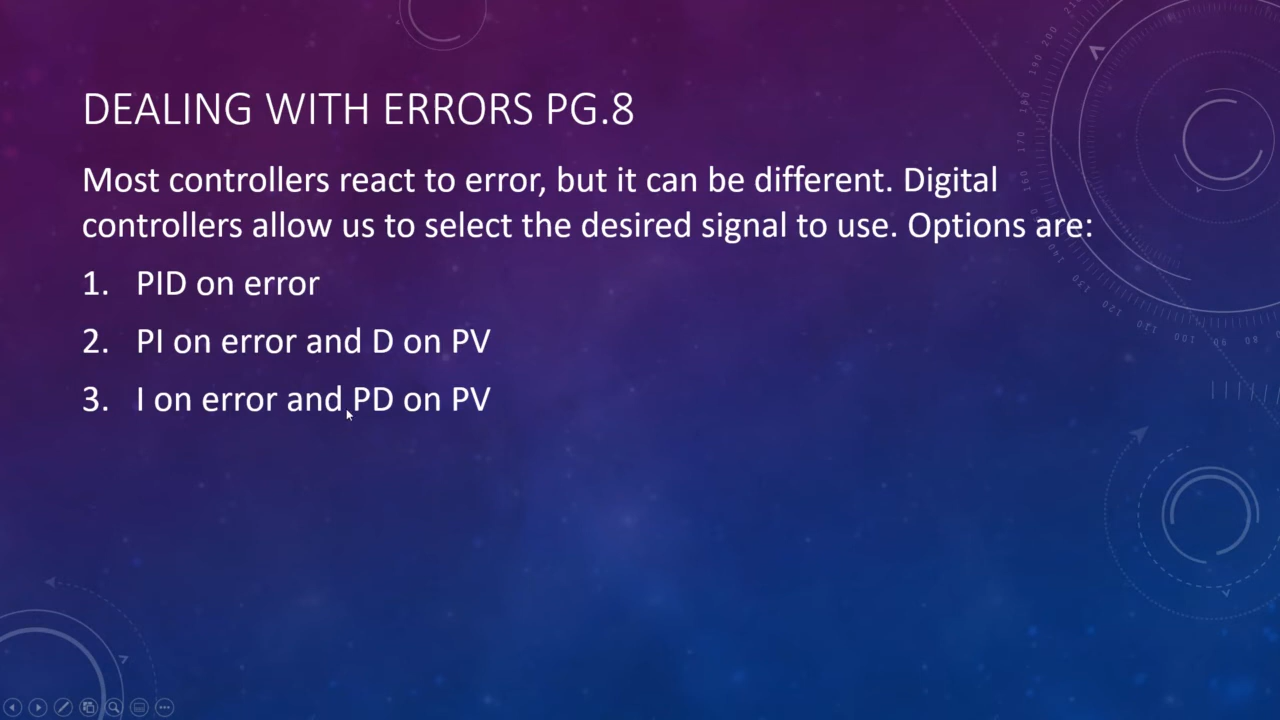 DEALING WITH ERRORS PG.8
Most controllers react to error, but it can be different. Digital
controllers allow us to select the desired signal to use. Options are:
1. PID on error
2. PI on error and D on PV
3. I on error and PD on PV